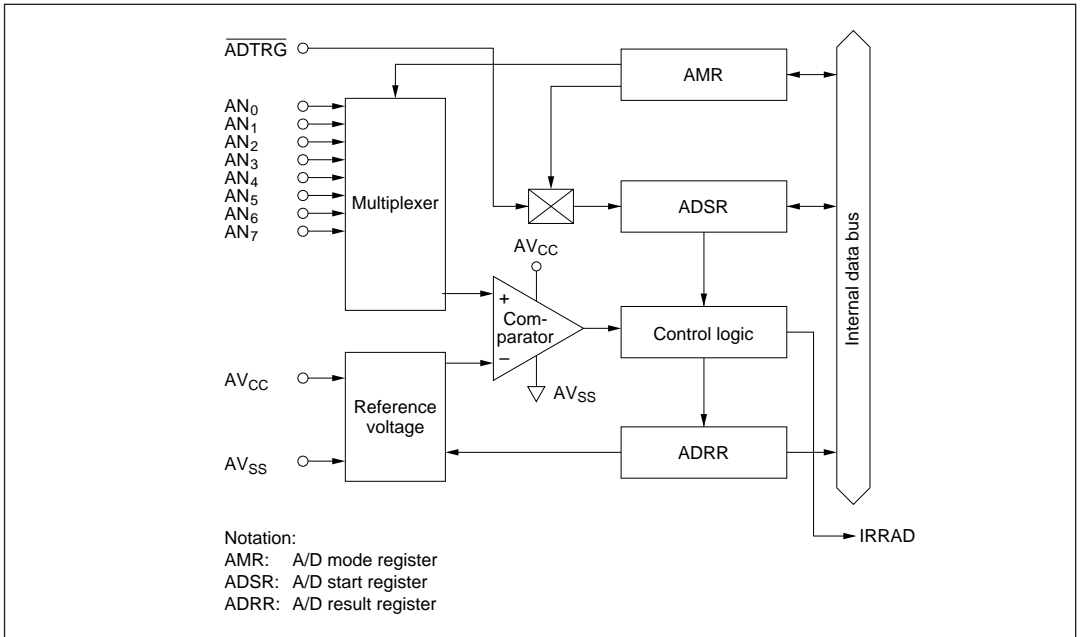 ADTRG
AN0
AN1
AN2
AN3
AN4
AN5
AN6
AN7
Multiplexer
AMR
ADSR
AVCC
+
Com-
parator
−
AVSS
Control logic
Internal data bus
AVCC
AVSS
Reference
voltage
ADRR
IRRAD
Notation:
AMR: A/D mode register
ADSR: A/D start register
ADRR: A/D result register